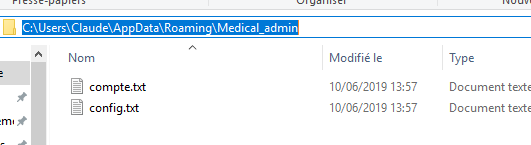 Presse-papiers Organiser Nouv
C:\Users\Claude\AppData\Roaming\Medical_admin
Nom Modifié le Type
compte.txt 10/06/2019 13:57 Document texte
config.txt 10/06/2019 13:57 Document texte